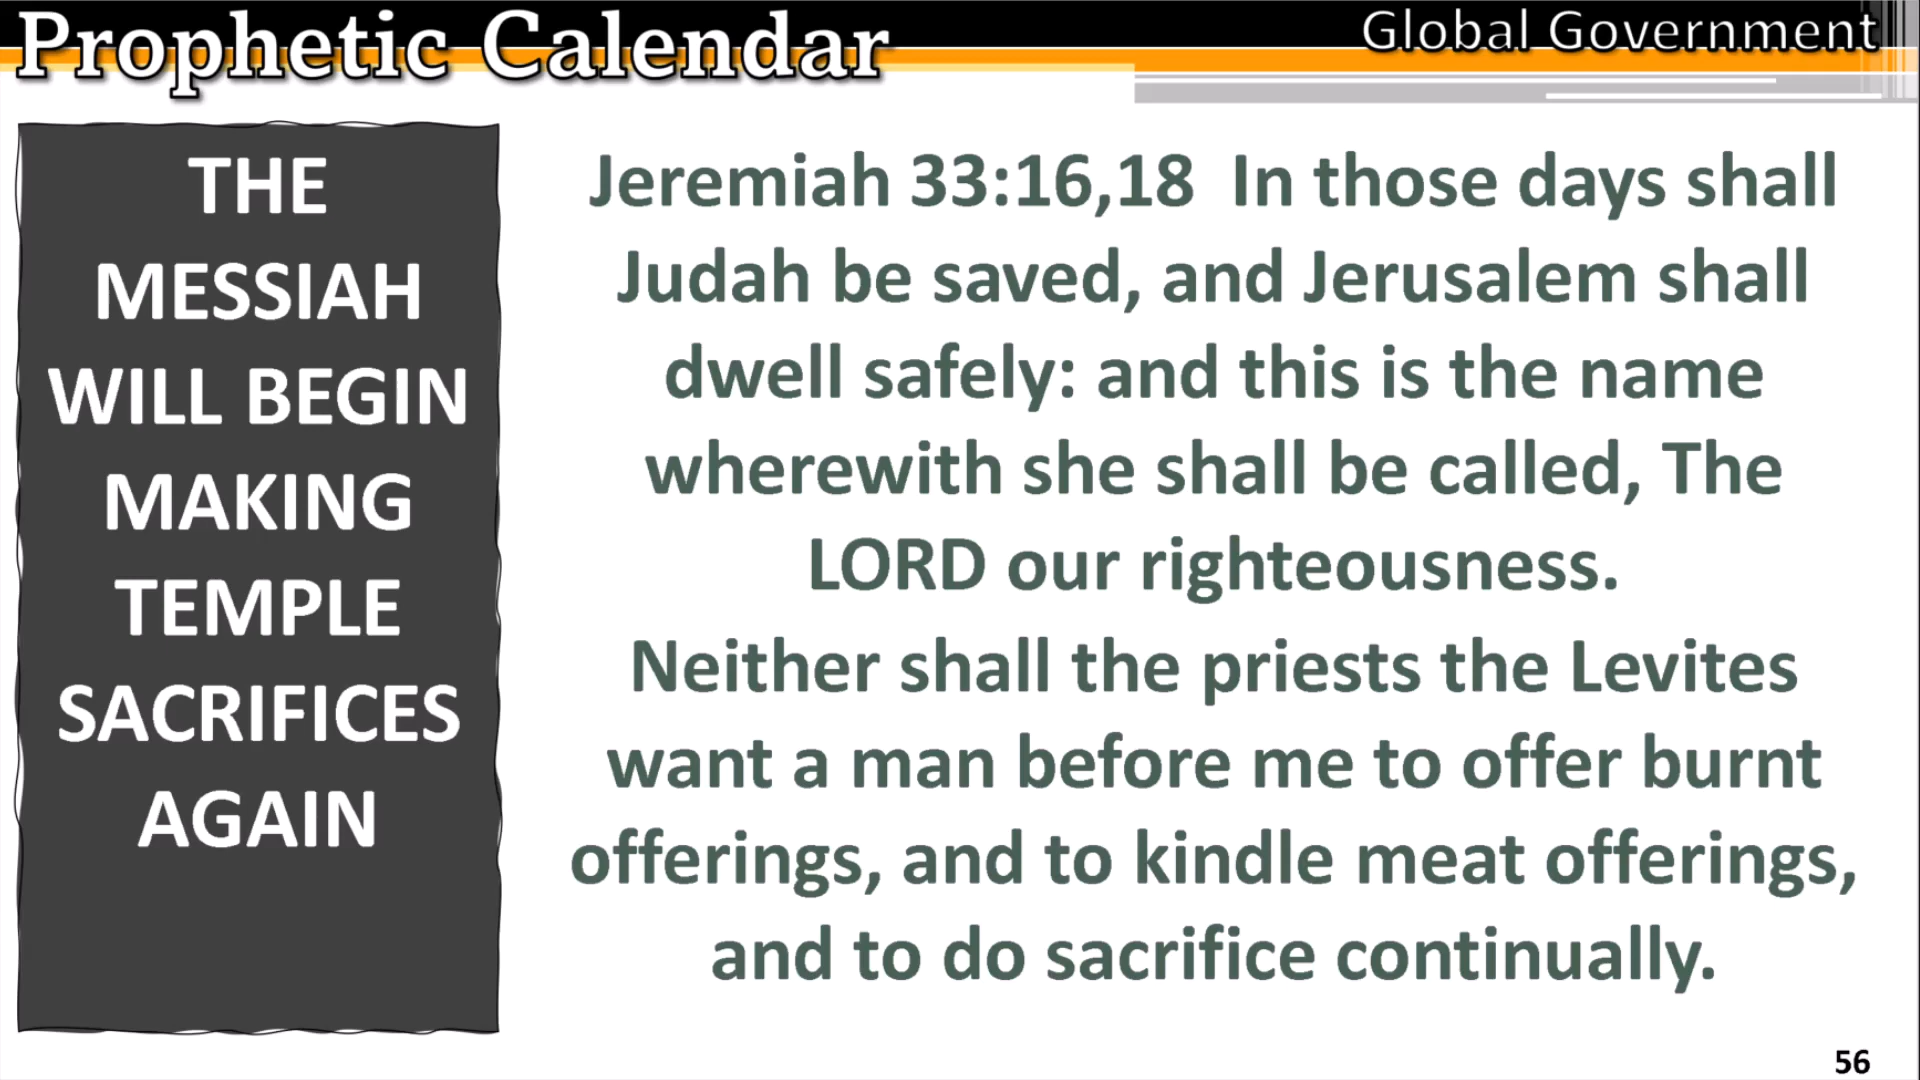 Prophetic Calendar
Global Government
THE
MESSIAH
WILL BEGIN
MAKING
TEMPLE
SACRIFICES
AGAIN
Jeremiah 33:16,18  In those days shall
Judah be saved, and Jerusalem shall
dwell safely: and this is the name
wherewith she shall be called, The
LORD our righteousness.
Neither shall the priests the Levites
want a man before me to offer burnt
offerings, and to kindle meat offerings,
and to do sacrifice continually.
56